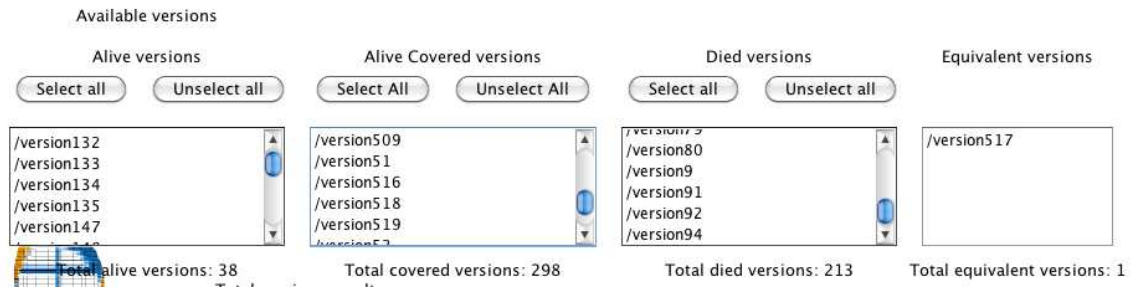 Available versions
Alive versions
Alive Covered versions
Died versions
Equivalent versions
Select all
Unselect all
Select All
Unselect All
Select all
Unselect all
/version132
/version133
/version134
/version135
/version147
/version509
/version51
/version516
/version518
/version519
/version52
/version79
/version80
/version9
/version91
/version92
/version94
/version517
Total alive versions: 38
Total covered versions: 298
Total died versions: 213
Total equivalent versions: 1